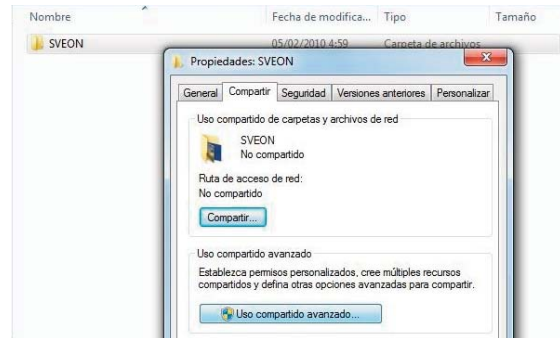 Nombre Fecha de modifica... Tipo Tamaño
SVEON 05/02/2010 4:59 Carpeta de archivos
Propiedades: SVEON
General Compartir Seguridad Versiones anteriores Personalizar
Uso compartido de carpetas y archivos de red
SVEON
No compartido
Ruta de acceso de red:
No compartido
Compartir...
Uso compartido avanzado
Establezca permisos personalizados, cree múltiples recursos
compartidos y defina otras opciones avanzadas para compartir.
Uso compartido avanzado...